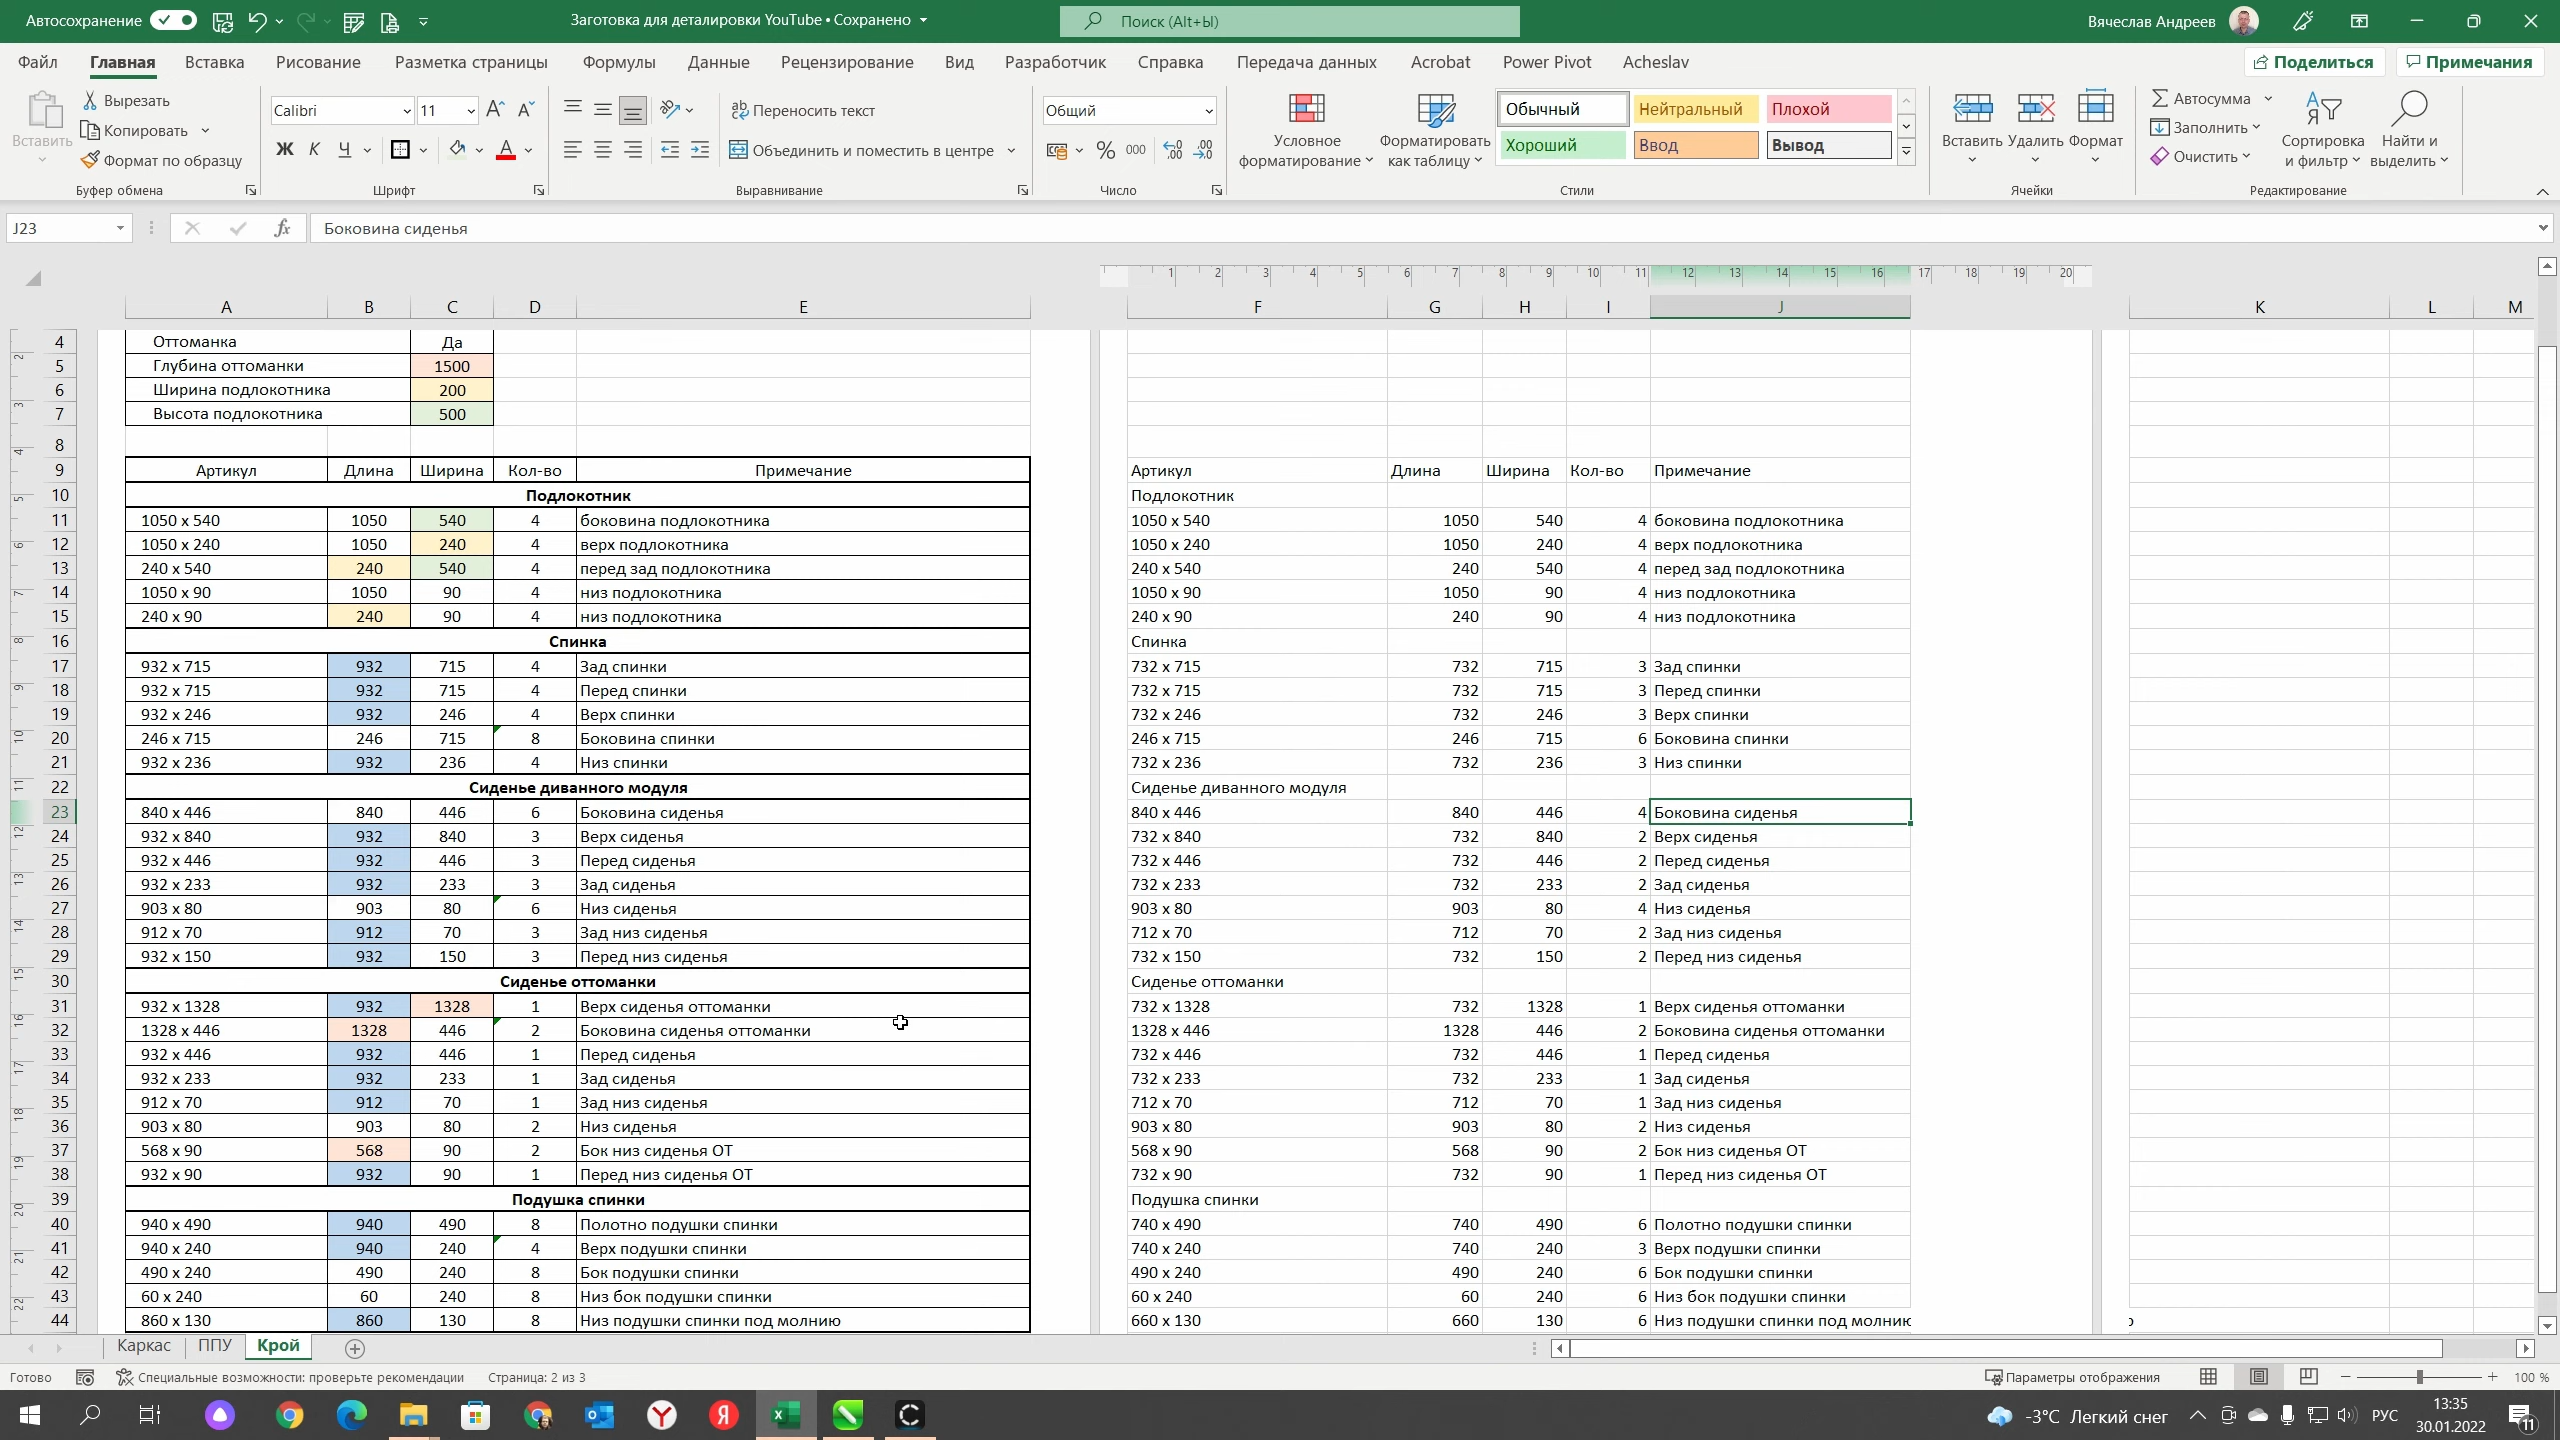 Автосохранение
Заготовка для деталировки YouTube • Сохранено
Поиск (Alt+Ы)
Вячеслав Андреев
Файл Главная Вставка Рисование Разметка страницы Формулы Данные Рецензирование Вид Разработчик Справка Передача данных Acrobat Power Pivot Acheslav
Поделиться Примечания
Вставить
Вырезать
Копировать
Формат по образцу
Буфер обмена
Calibri 11
Ж К Ч
Шрифт
Переносить текст
Объединить и поместить в центре
Выравнивание
Общий
% 000
Число
Условное форматирование
Форматировать как таблицу
Обычный Нейтральный Плохой
Хороший Ввод Вывод
Стили
Вставить Удалить Формат
Ячейки
Автосумма
Заполнить
Очистить
Сортировка и фильтр
Найти и выделить
Редактирование
J23 fx Боковина сиденья
1 2 3 4 5 6 7 8 9 10 11 12 13 14 15 16 17 18 19 20
A B C D E F G H I J K L M
4 Оттоманка Да
5 Глубина оттоманки 1500
6 Ширина подлокотника 200
7 Высота подлокотника 500
8
9 Артикул Длина Ширина Кол-во Примечание Артикул Длина Ширина Кол-во Примечание
10 Подлокотник Подлокотник
11 1050 x 540 1050 540 4 боковина подлокотника 1050 x 540 1050 540 4 боковина подлокотника
12 1050 x 240 1050 240 4 верх подлокотника 1050 x 240 1050 240 4 верх подлокотника
13 240 x 540 240 540 4 перед зад подлокотника 240 x 540 240 540 4 перед зад подлокотника
14 1050 x 90 1050 90 4 низ подлокотника 1050 x 90 1050 90 4 низ подлокотника
15 240 x 90 240 90 4 низ подлокотника 240 x 90 240 90 4 низ подлокотника
16 Спинка Спинка
17 932 x 715 932 715 4 Зад спинки 732 x 715 732 715 3 Зад спинки
18 932 x 715 932 715 4 Перед спинки 732 x 715 732 715 3 Перед спинки
19 932 x 246 932 246 4 Верх спинки 732 x 246 732 246 3 Верх спинки
20 246 x 715 246 715 8 Боковина спинки 246 x 715 246 715 6 Боковина спинки
21 932 x 236 932 236 4 Низ спинки 732 x 236 732 236 3 Низ спинки
22 Сиденье диванного модуля Сиденье диванного модуля
23 840 x 446 840 446 6 Боковина сиденья 840 x 446 840 446 4 Боковина сиденья
24 932 x 840 932 840 3 Верх сиденья 732 x 840 732 840 2 Верх сиденья
25 932 x 446 932 446 3 Перед сиденья 732 x 446 732 446 2 Перед сиденья
26 932 x 233 932 233 3 Зад сиденья 732 x 233 732 233 2 Зад сиденья
27 903 x 80 903 80 6 Низ сиденья 903 x 80 903 80 4 Низ сиденья
28 912 x 70 912 70 3 Зад низ сиденья 712 x 70 712 70 2 Зад низ сиденья
29 932 x 150 932 150 3 Перед низ сиденья 732 x 150 732 150 2 Перед низ сиденья
30 Сиденье оттоманки Сиденье оттоманки
31 932 x 1328 932 1328 1 Верх сиденья оттоманки 732 x 1328 732 1328 1 Верх сиденья оттоманки
32 1328 x 446 1328 446 2 Боковина сиденья оттоманки 1328 x 446 1328 446 2 Боковина сиденья оттоманки
33 932 x 446 932 446 1 Перед сиденья 732 x 446 732 446 1 Перед сиденья
34 932 x 233 932 233 1 Зад сиденья 732 x 233 732 233 1 Зад сиденья
35 912 x 70 912 70 1 Зад низ сиденья 712 x 70 712 70 1 Зад низ сиденья
36 903 x 80 903 80 2 Низ сиденья 903 x 80 903 80 2 Низ сиденья
37 568 x 90 568 90 2 Бок низ сиденья ОТ 568 x 90 568 90 2 Бок низ сиденья ОТ
38 932 x 90 932 90 1 Перед низ сиденья ОТ 732 x 90 732 90 1 Перед низ сиденья ОТ
39 Подушка спинки Подушка спинки
40 940 x 490 940 490 8 Полотно подушки спинки 740 x 490 740 490 6 Полотно подушки спинки
41 940 x 240 940 240 4 Верх подушки спинки 740 x 240 740 240 3 Верх подушки спинки
42 490 x 240 490 240 8 Бок подушки спинки 490 x 240 490 240 6 Бок подушки спинки
43 60 x 240 60 240 8 Низ бок подушки спинки 60 x 240 60 240 6 Низ бок подушки спинки
44 860 x 130 860 130 8 Низ подушки спинки под молнию 660 x 130 660 130 6 Низ подушки спинки под молнию
Каркас ППУ Крой
Готово Специальные возможности: проверьте рекомендации Страница: 2 из 3 Параметры отображения 100 %
-3°C Легкий снег РУС 13:35
30.01.2022 11